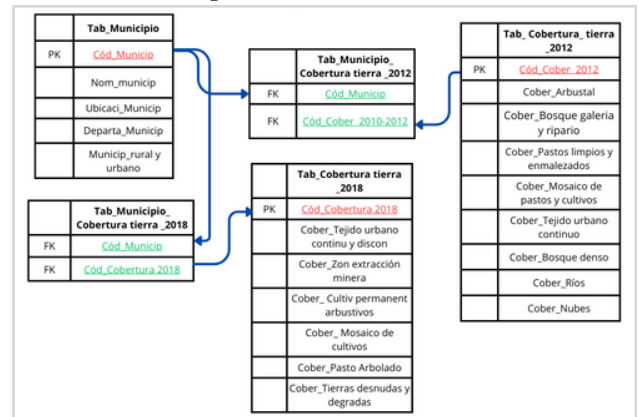 Tab_Municipio
PK Cód_Municip
Nom_municip
Ubicaci_Municip
Departa_Municip
Municip_rural y
urbano
Tab_Municipio_
Cobertura tierra _2012
FK Cód_Municip
FK Cód_Cober_2010-2012
Tab_ Cobertura_ tierra
_2012
PK Cód_Cober_2012
Cober_Arbustal
Cober_Bosque galeria
y ripario
Cober_Pastos limpios y
enmalezados
Cober_Mosaico de
pastos y cultivos
Cober_Tejido urbano
continuo
Cober_Bosque denso
Cober_Ríos
Cober_Nubes
Tab_Municipio_
Cobertura tierra _2018
FK Cód_Municip
FK Cód_Cobertura 2018
Tab_Cobertura tierra
_2018
PK Cód_Cobertura 2018
Cober_Tejido urbano
continu y discon
Cober_Zon extracción
minera
Cober_ Cultiv permanent
arbustivos
Cober_ Mosaico de
cultivos
Cober_Pasto Arbolado
Cober_Tierras desnudas y
degradas